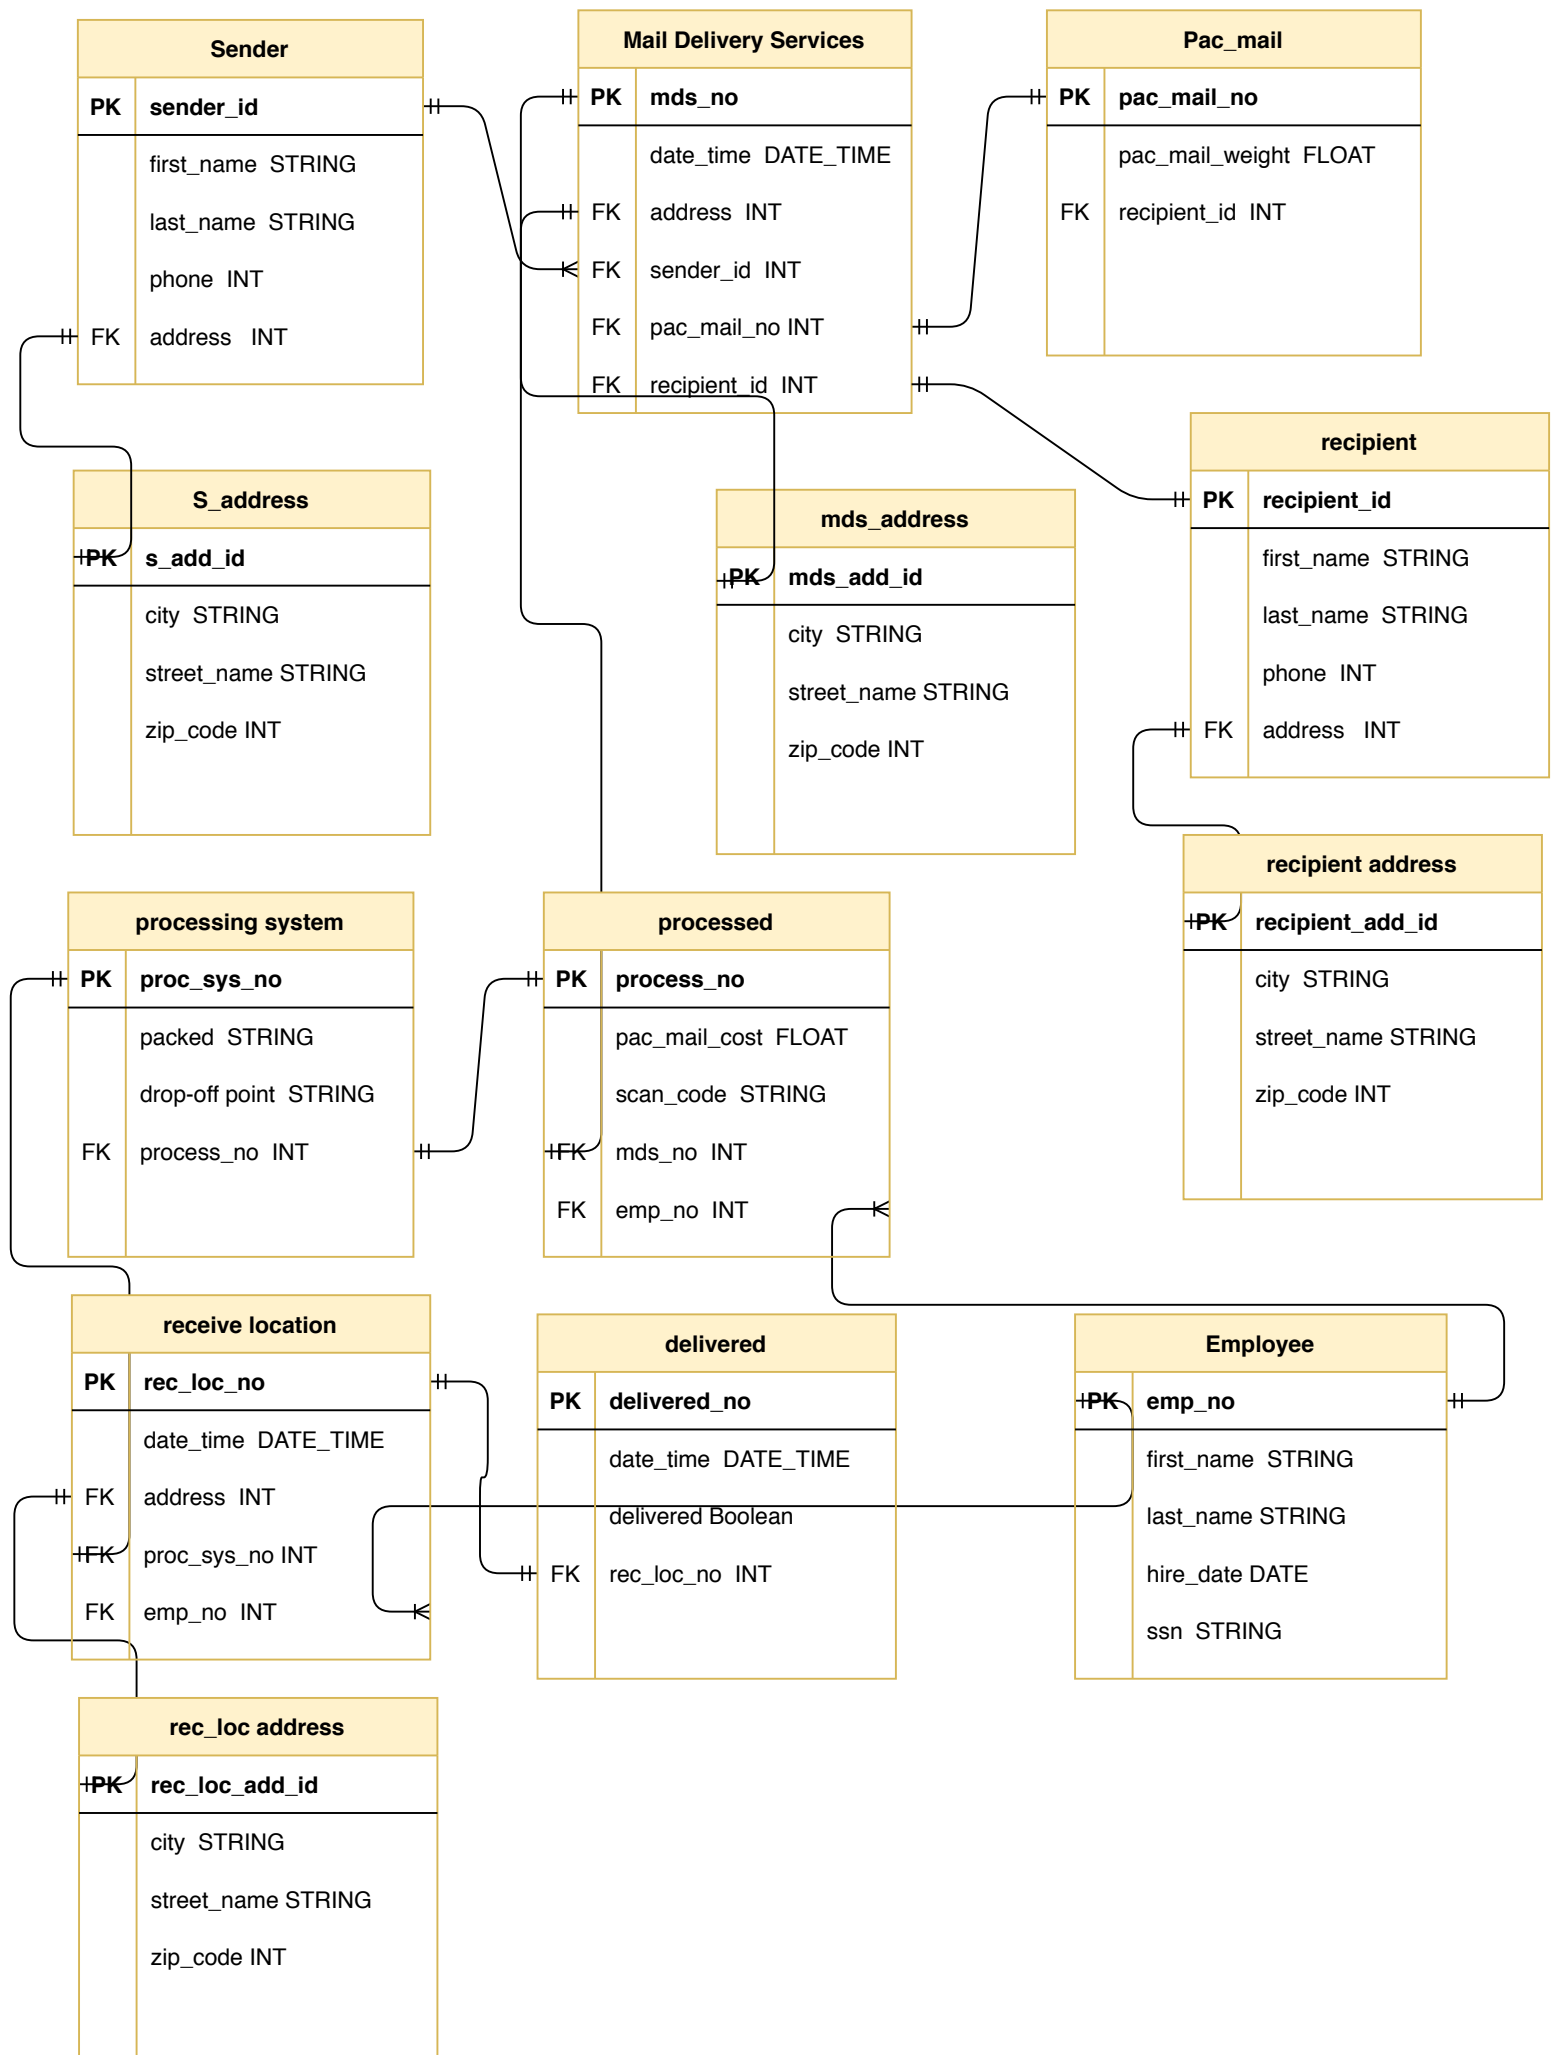 Sender
PK sender_id
first_name STRING
last_name STRING
phone INT
FK address INT
Mail Delivery Services
PK mds_no
date_time DATE_TIME
FK address INT
FK sender_id INT
FK pac_mail_no INT
FK recipient_id INT
Pac_mail
PK pac_mail_no
pac_mail_weight FLOAT
FK recipient_id INT
S_address
PK s_add_id
city STRING
street_name STRING
zip_code INT
mds_address
PK mds_add_id
city STRING
street_name STRING
zip_code INT
recipient
PK recipient_id
first_name STRING
last_name STRING
phone INT
FK address INT
recipient address
PK recipient_add_id
city STRING
street_name STRING
zip_code INT
processing system
PK proc_sys_no
packed STRING
drop-off point STRING
FK process_no INT
processed
PK process_no
pac_mail_cost FLOAT
scan_code STRING
FK mds_no INT
FK emp_no INT
receive location
PK rec_loc_no
date_time DATE_TIME
FK address INT
FK proc_sys_no INT
FK emp_no INT
delivered
PK delivered_no
date_time DATE_TIME
delivered Boolean
FK rec_loc_no INT
Employee
PK emp_no
first_name STRING
last_name STRING
hire_date DATE
ssn STRING
rec_loc address
PK rec_loc_add_id
city STRING
street_name STRING
zip_code INT